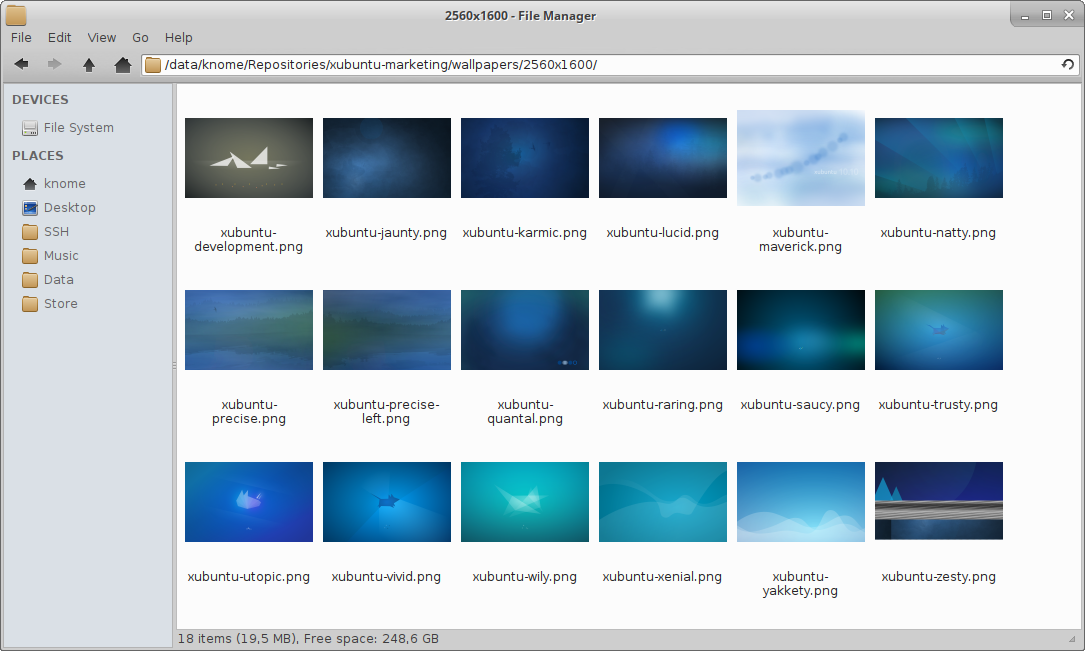 2560x1600 - File Manager
File Edit View Go Help
/data/knome/Repositories/xubuntu-marketing/wallpapers/2560x1600/
DEVICES
File System
PLACES
knome
Desktop
SSH
Music
Data
Store
xubuntu-
development.png
xubuntu-jaunty.png
xubuntu-karmic.png
xubuntu-lucid.png
xubuntu-
maverick.png
xubuntu-natty.png
xubuntu-
precise.png
xubuntu-precise-
left.png
xubuntu-
quantal.png
xubuntu-raring.png
xubuntu-saucy.png
xubuntu-trusty.png
xubuntu-utopic.png
xubuntu-vivid.png
xubuntu-wily.png
xubuntu-xenial.png
xubuntu-
yakkety.png
xubuntu-zesty.png
18 items (19,5 MB), Free space: 248,6 GB